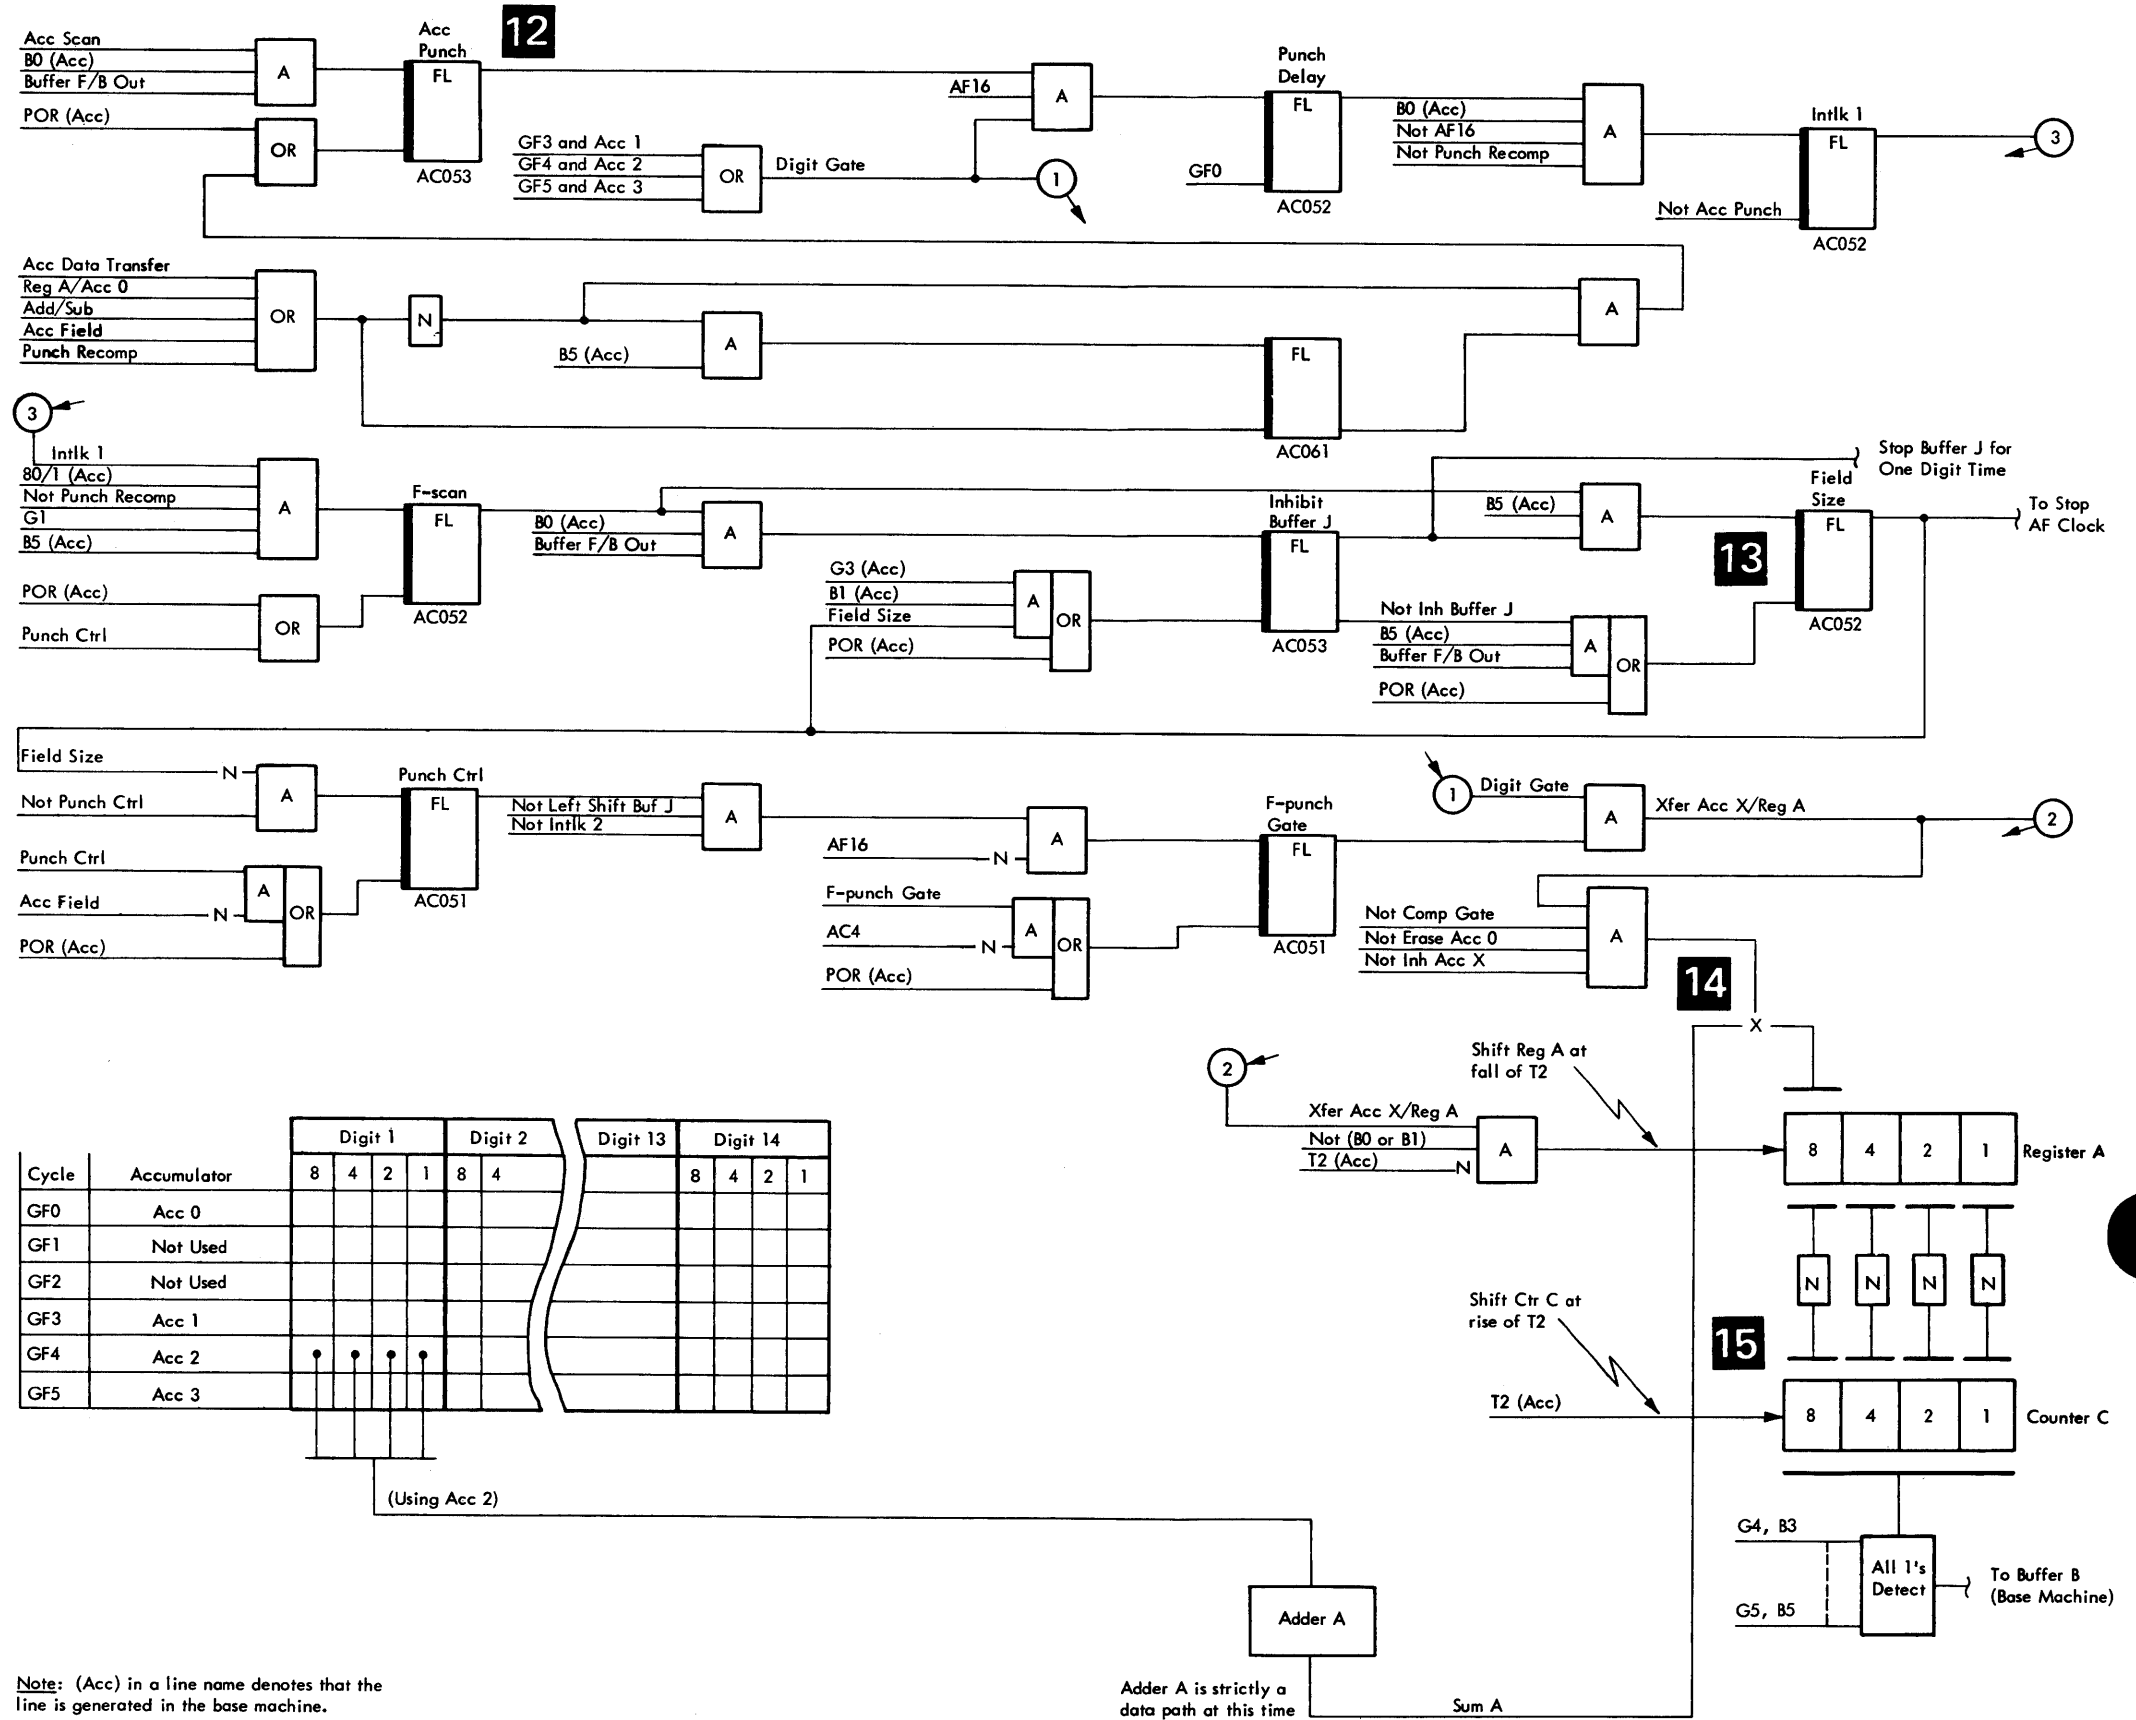 12
Acc
Punch
Acc Scan
B0 (Acc)
Buffer F/B Out
A
FL
POR (Acc)
OR
AC053
AF16
A
Punch
Delay
FL
GF0
AC052
GF3 and Acc 1
GF4 and Acc 2
GF5 and Acc 3
OR
Digit Gate
1
B0 (Acc)
Not AF16
Not Punch Recomp
A
Intlk 1
FL
Not Acc Punch
AC052
3
Acc Data Transfer
Reg A/Acc 0
Add/Sub
Acc Field
Punch Recomp
OR
N
B5 (Acc)
A
FL
AC061
A
3
Intlk 1
80/1 (Acc)
Not Punch Recomp
G1
B5 (Acc)
A
F-scan
FL
POR (Acc)
Punch Ctrl
OR
AC052
B0 (Acc)
Buffer F/B Out
A
G3 (Acc)
B1 (Acc)
Field Size
POR (Acc)
A
OR
Inhibit
Buffer J
FL
AC053
Stop Buffer J for
One Digit Time
B5 (Acc)
A
Field
Size
FL
13
AC052
To Stop
AF Clock
Not Inh Buffer J
B5 (Acc)
Buffer F/B Out
POR (Acc)
A
OR
Field Size
N
Not Punch Ctrl
A
Punch Ctrl
FL
AC051
Punch Ctrl
Acc Field
N
POR (Acc)
A
OR
Not Left Shift Buf J
Not Intlk 2
A
AF16
N
A
F-punch Gate
AC4
N
POR (Acc)
A
OR
F-punch
Gate
FL
AC051
1
Digit Gate
A
Xfer Acc X/Reg A
2
Not Comp Gate
Not Erase Acc 0
Not Inh Acc X
A
14
X
2
Shift Reg A at
fall of T2
Xfer Acc X/Reg A
Not (B0 or B1)
T2 (Acc)
N
A
8 4 2 1
Register A
N N N N
Shift Ctr C at
rise of T2
15
T2 (Acc)
8 4 2 1
Counter C
G4, B3
G5, B5
All 1's
Detect
To Buffer B
(Base Machine)
Digit 1 Digit 2 Digit 13 Digit 14
Cycle Accumulator 8 4 2 1 8 4 8 4 2 1
GF0 Acc 0
GF1 Not Used
GF2 Not Used
GF3 Acc 1
GF4 Acc 2
GF5 Acc 3
(Using Acc 2)
Adder A
Adder A is strictly a
data path at this time
Sum A
Note: (Acc) in a line name denotes that the
line is generated in the base machine.